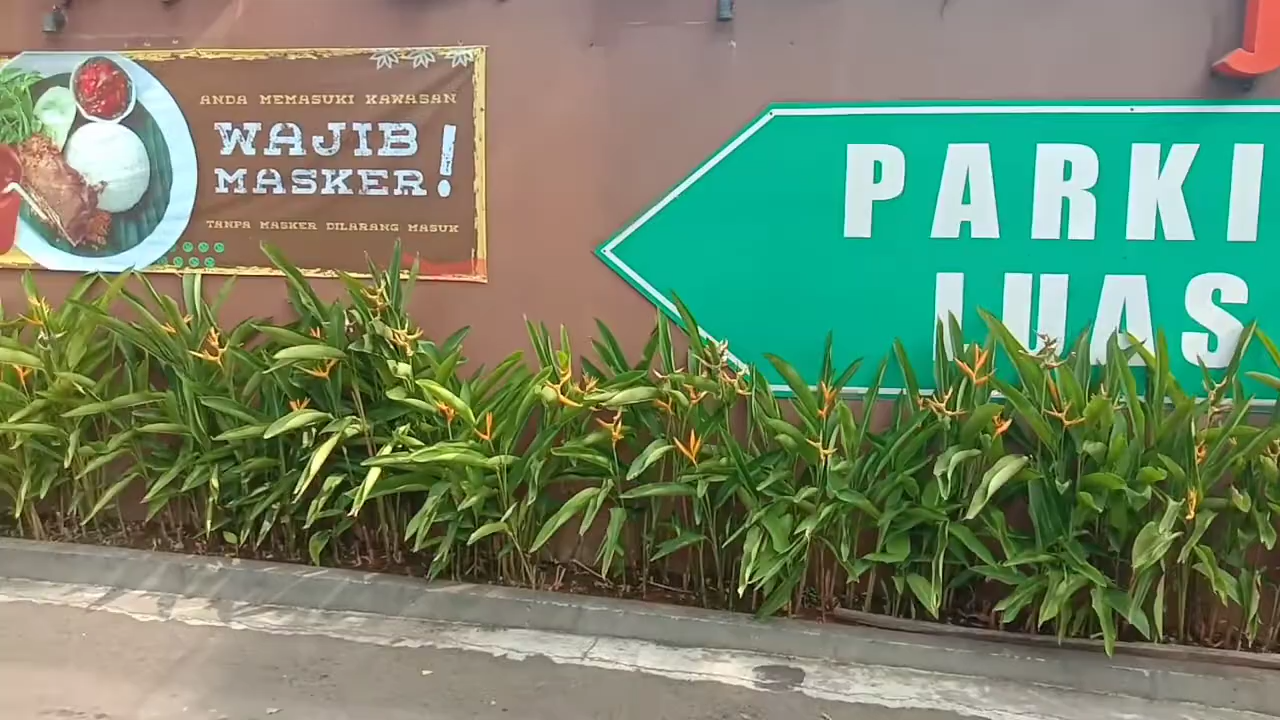 ANDA MEMASUKI KAWASAN
WAJIB
MASKER!
TANPA MASKER DILARANG MASUK
PARKI
LUAS